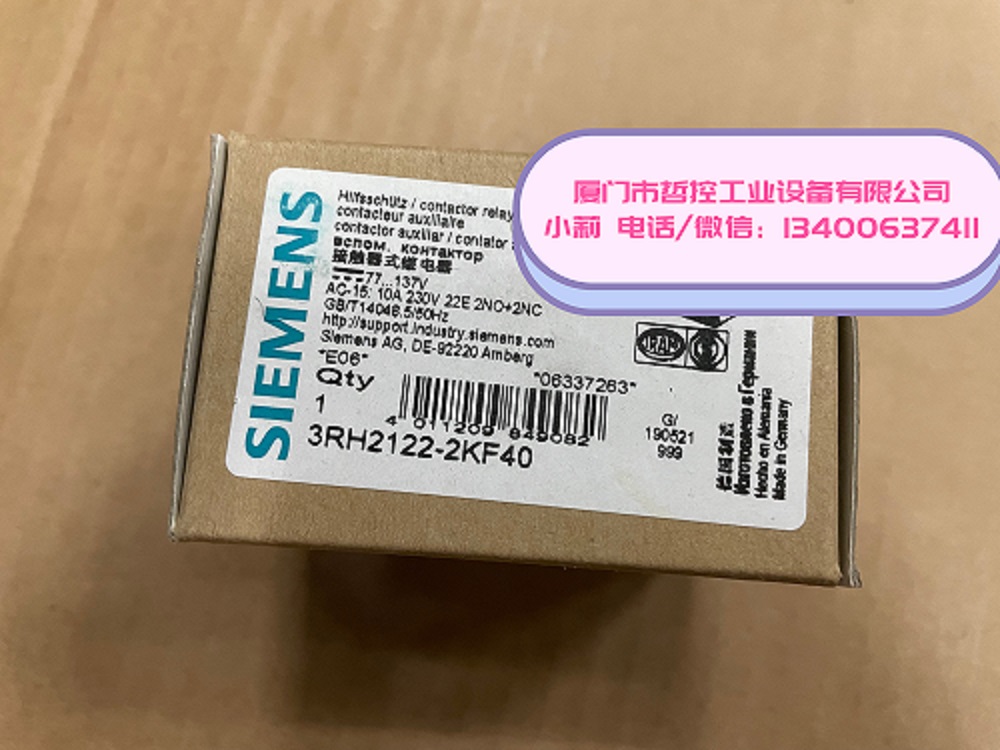 SIEMENS
Hilfsschütz / contactor relay
contacteur auxiliaire
contactor auxiliar / contator
вспом. контактор
接触器式继电器
77...137V
AC-15: 10A 230V 22E 2NO+2NC
GB/T14048.5/50Hz
http://support.industry.siemens.com
Siemens AG, DE-92220 Amberg
*E06*
*06337263*
Qty
1
4 011209 849082
3RH2122-2KF40
IRAM
G/
190521
999
德国制造
Изготовлено в Германии
Hecho en Alemania
Made in Germany
厦门市哲控工业设备有限公司
小莉 电话/微信：13400637411